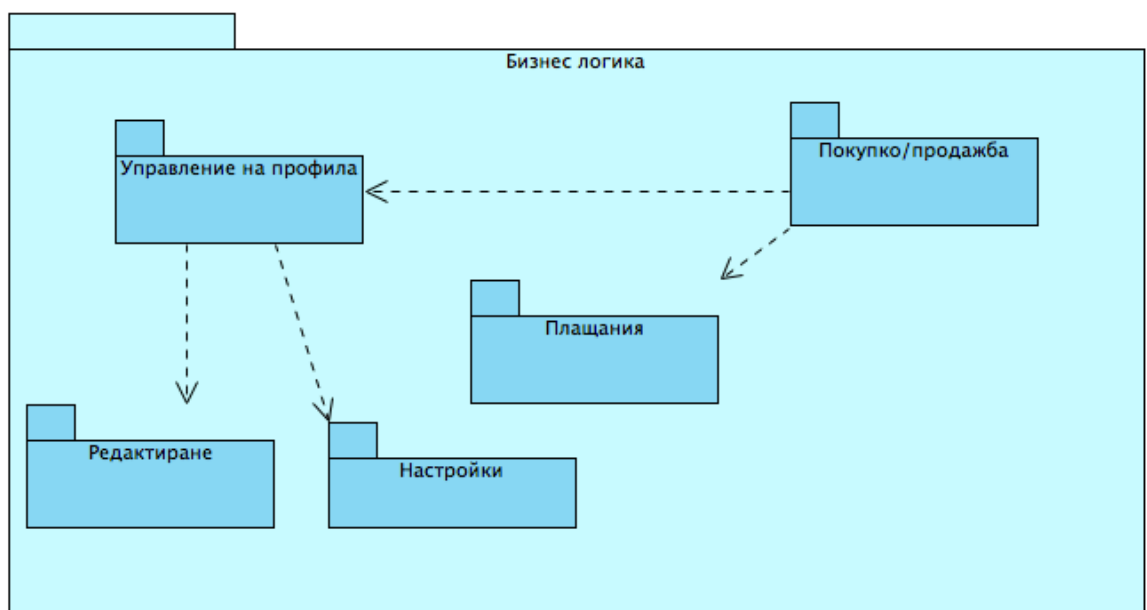 Бизнес логика
Управление на профила
Покупко/продажба
Плащания
Редактиране
Настройки